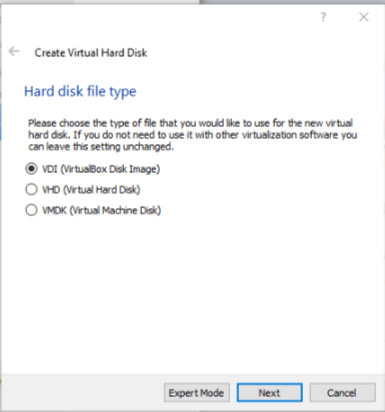 ?
Create Virtual Hard Disk
Hard disk file type
Please choose the type of file that you would like to use for the new virtual
hard disk. If you do not need to use it with other virtualization software you
can leave this setting unchanged.
VDI (VirtualBox Disk Image)
VHD (Virtual Hard Disk)
VMDK (Virtual Machine Disk)
Expert Mode Next Cancel